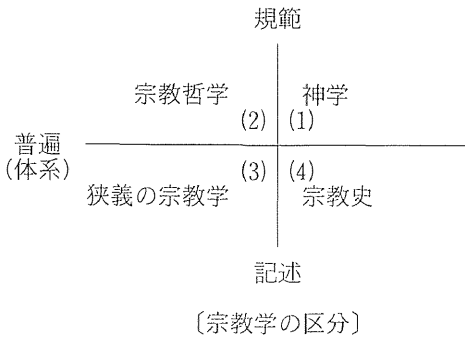 規範
宗教哲学 神学
(2) (1)
普遍
(体系)
(3) (4)
狭義の宗教学 宗教史
記述
〔宗教学の区分〕